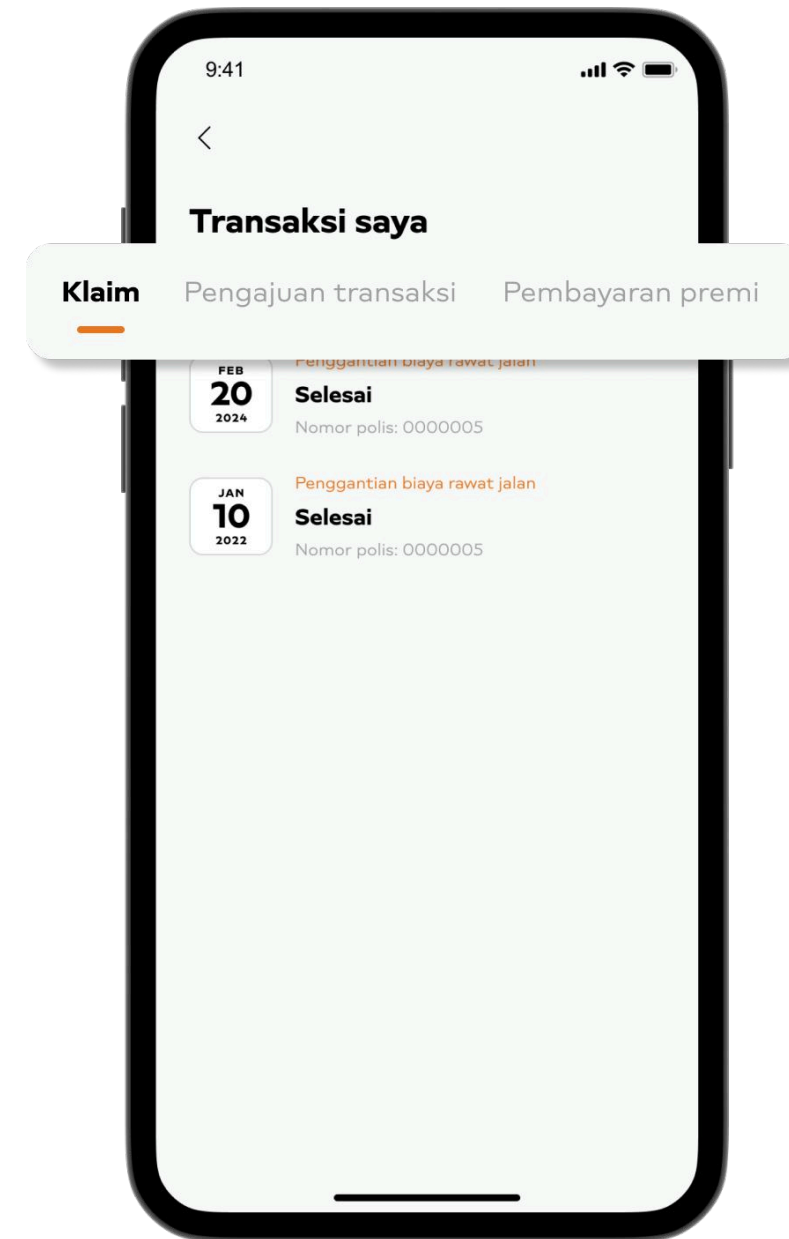 9:41
Transaksi saya
Klaim Pengajuan transaksi Pembayaran premi
Penggantian biaya rawat jalan
FEB
20
2024
Selesai
Nomor polis: 0000005
Penggantian biaya rawat jalan
JAN
10
2022
Selesai
Nomor polis: 0000005